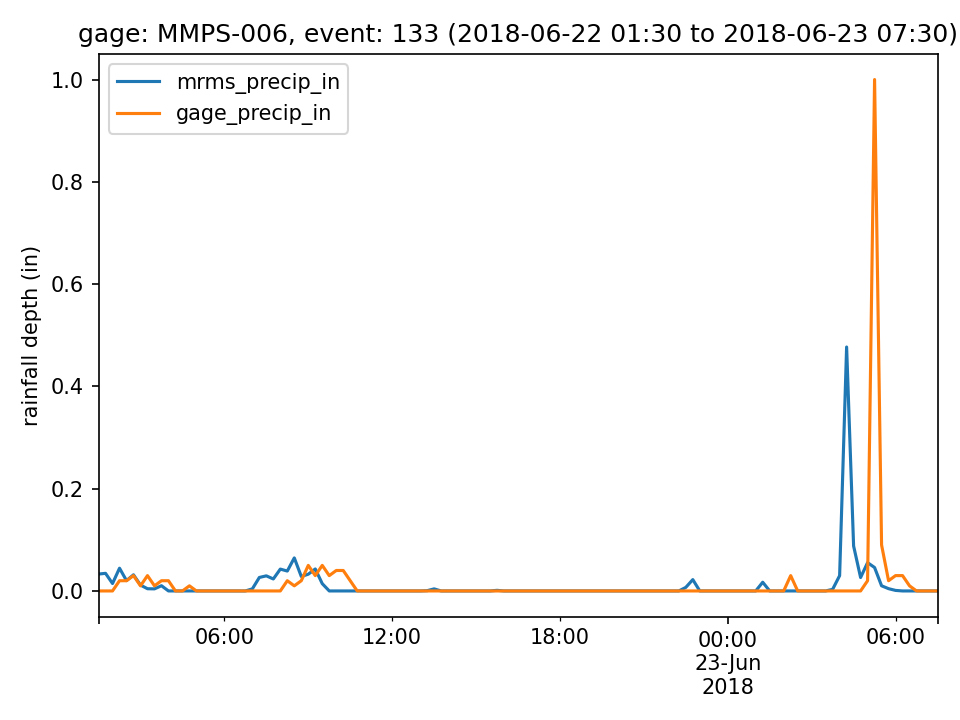 gage: MMPS-006, event: 133 (2018-06-22 01:30 to 2018-06-23 07:30)
mrms_precip_in
gage_precip_in
rainfall depth (in)
1.0
0.8
0.6
0.4
0.2
0.0
06:00
12:00
18:00
00:00
23-Jun
2018
06:00